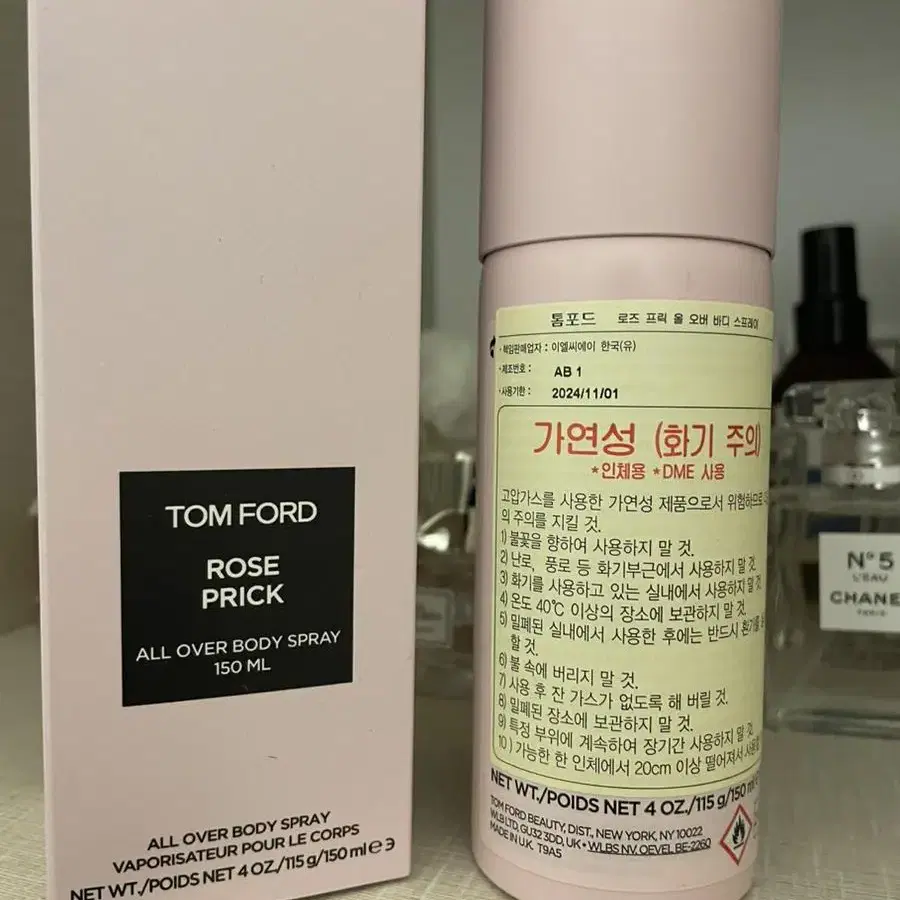 TOM FORD
ROSE
PRICK
ALL OVER BODY SPRAY
150 ML
ALL OVER BODY SPRAY
VAPORISATEUR POUR LE CORPS
NET WT./POIDS NET 4 OZ./115 g/150 ml e
톰포드 로즈 프릭 올 오버 바디 스프레이
· 책임판매업자 : 이엘씨에이 한국(유)
· 제조번호 : AB 1
· 사용기한 : 2024/11/01
가연성 (화기 주의)
*인체용 *DME 사용
고압가스를 사용한 가연성 제품으로서 위험하므로
의 주의를 지킬 것.
1) 불꽃을 향하여 사용하지 말 것.
2) 난로, 풍로 등 화기부근에서 사용하지 말 것.
3) 화기를 사용하고 있는 실내에서 사용하지 말 것.
4) 온도 40℃ 이상의 장소에 보관하지 말 것.
5) 밀폐된 실내에서 사용한 후에는 반드시 환기를
할 것.
6) 불 속에 버리지 말 것.
7) 사용 후 잔 가스가 없도록 해 버릴 것.
8) 밀폐된 장소에 보관하지 말 것.
9) 특정 부위에 계속하여 장기간 사용하지 말 것
10 ) 가능한 한 인체에서 20cm 이상 떨어져서 사용할
NET WT./POIDS NET 4 OZ./115 g/150 ml
TOM FORD BEAUTY, DIST., NEW YORK, NY 10022
WLB LTD, GU32 3DD, UK • WLBS NV, OEVEL BE-2260
MADE IN U.K. T9A5
N°5
L'EAU
CHANE
PARIS